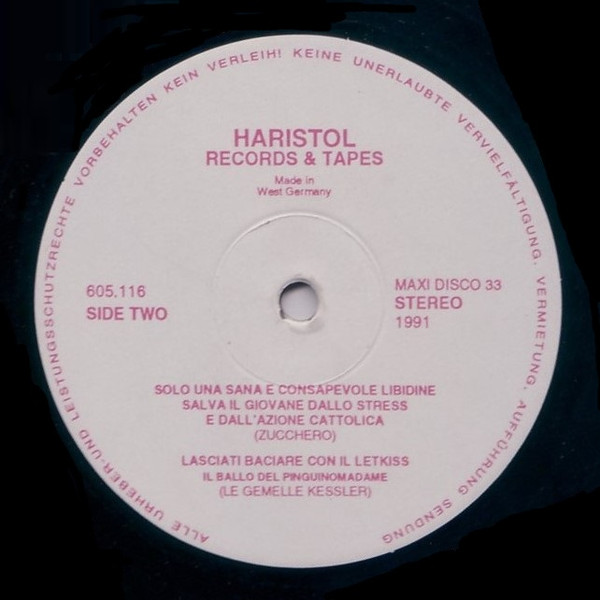 ALLE URHEBER-UND LEISTUNGSSCHUTZRECHTE VORBEHALTEN KEIN VERLEIH! KEINE UNERLAUBTE VERVIELFÄLTIGUNG, VERMIETUNG, AUFFÜHRUNG SENDUNG
HARISTOL
RECORDS & TAPES
Made in
West Germany
605.116
SIDE TWO
MAXI DISCO 33
STEREO
1991
SOLO UNA SANA E CONSAPEVOLE LIBIDINE
SALVA IL GIOVANE DALLO STRESS
E DALL'AZIONE CATTOLICA
(ZUCCHERO)
LASCIATI BACIARE CON IL LETKISS
IL BALLO DEL PINGUINOMADAME
(LE GEMELLE KESSLER)